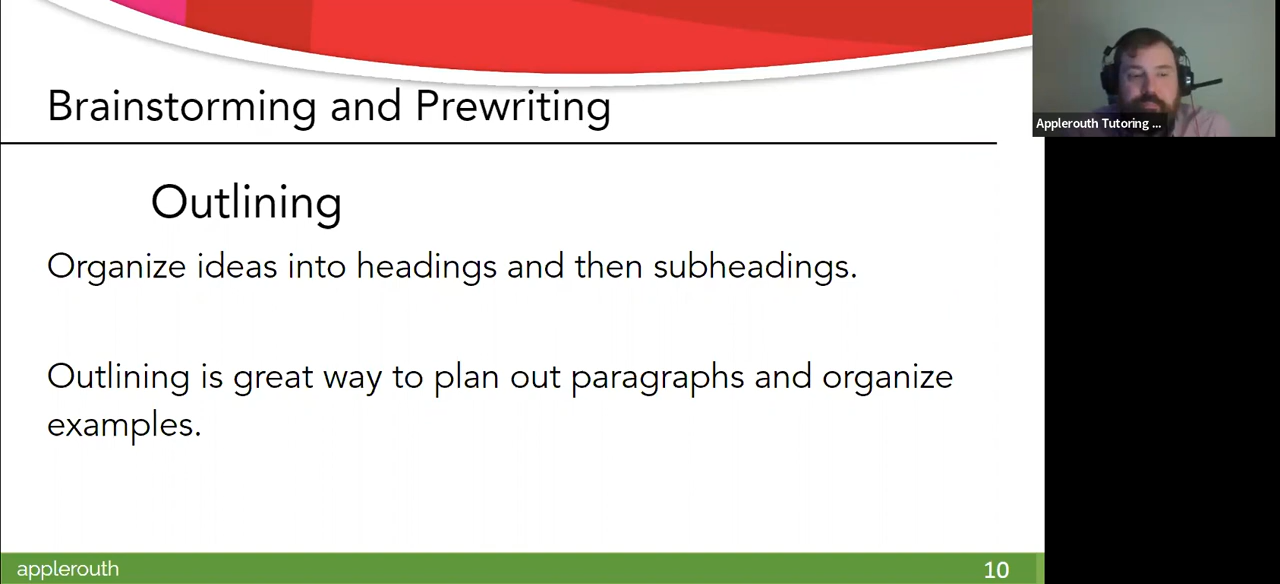 Brainstorming and Prewriting
Applerouth Tutoring ...
Outlining
Organize ideas into headings and then subheadings.
Outlining is great way to plan out paragraphs and organize
examples.
applerouth
10